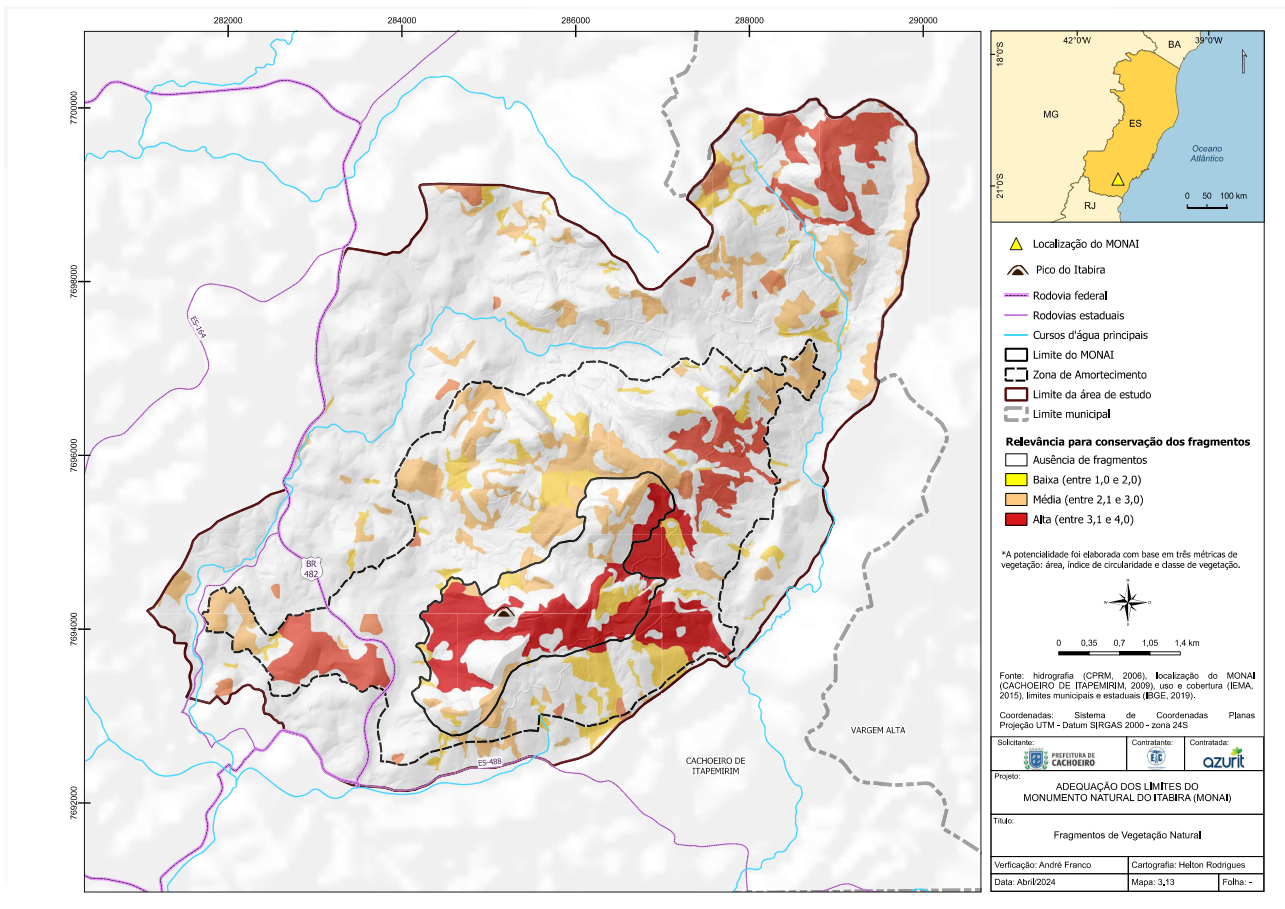 282000
284000
286000
288000
290000
7700000
7698000
7696000
7694000
7692000
ES-164
BR
482
ES-488
CACHOEIRO DE
ITAPEMIRIM
VARGEM ALTA
42°0'W
39°0'W
18°0'S
21°0'S
BA
MG
ES
RJ
Oceano
Atlântico
0 50 100 km
Localização do MONAI
Pico do Itabira
Rodovia federal
Rodovias estaduais
Cursos d'água principais
Limite do MONAI
Zona de Amortecimento
Limite da área de estudo
Limite municipal
Relevância para conservação dos fragmentos
Ausência de fragmentos
Baixa (entre 1,0 e 2,0)
Média (entre 2,1 e 3,0)
Alta (entre 3,1 e 4,0)
*A potencialidade foi elaborada com base em três métricas de
vegetação: área, índice de circularidade e classe de vegetação.
0 0,35 0,7 1,05 1,4 km
Fonte: hidrografia (CPRM, 2006), localização do MONAI
(CACHOEIRO DE ITAPEMIRIM, 2009), uso e cobertura (IEMA,
2015), limites municipais e estaduais (IBGE, 2019).
Coordenadas: Sistema de Coordenadas Planas
Projeção UTM - Datum SIRGAS 2000 - zona 24S
Solicitante:
PREFEITURA DE
CACHOEIRO
Contratante:
Contratada:
azurit
Projeto:
ADEQUAÇÃO DOS LIMITES DO
MONUMENTO NATURAL DO ITABIRA (MONAI)
Título:
Fragmentos de Vegetação Natural
Verficação: André Franco
Cartografia: Helton Rodrigues
Data: Abril/2024
Mapa: 3.13
Folha: -